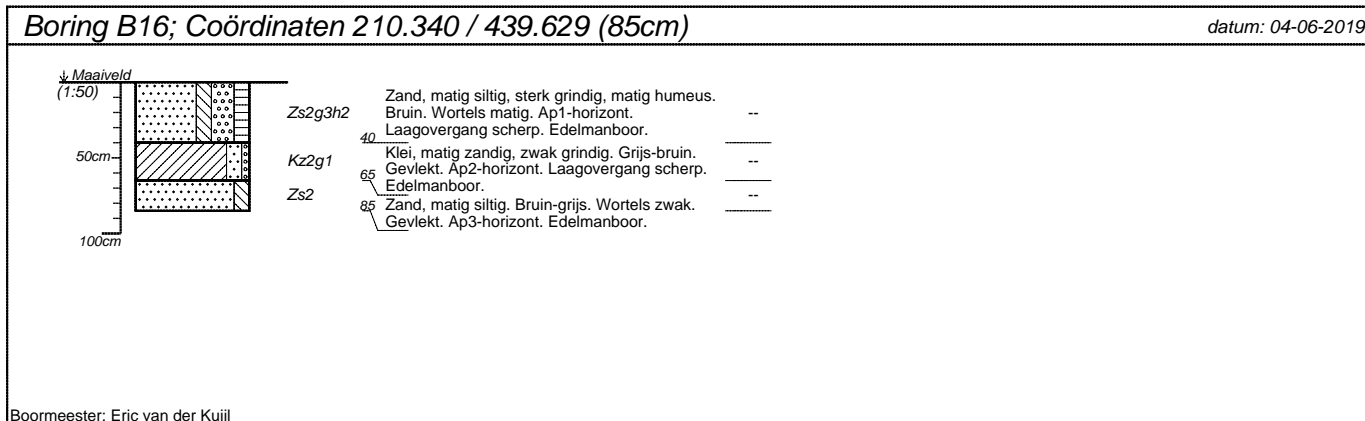 Boring B16; Coördinaten 210.340 / 439.629 (85cm)
datum: 04-06-2019
Maaiveld
(1:50)
50cm
100cm
Zs2g3h2
40
Zand, matig siltig, sterk grindig, matig humeus.
Bruin. Wortels matig. Ap1-horizont.
Laagovergang scherp. Edelmanboor.
--
Kz2g1
65
Klei, matig zandig, zwak grindig. Grijs-bruin.
Gevlekt. Ap2-horizont. Laagovergang scherp.
Edelmanboor.
--
Zs2
85
Zand, matig siltig. Bruin-grijs. Wortels zwak.
Gevlekt. Ap3-horizont. Edelmanboor.
--
Boormeester: Eric van der Kuijl